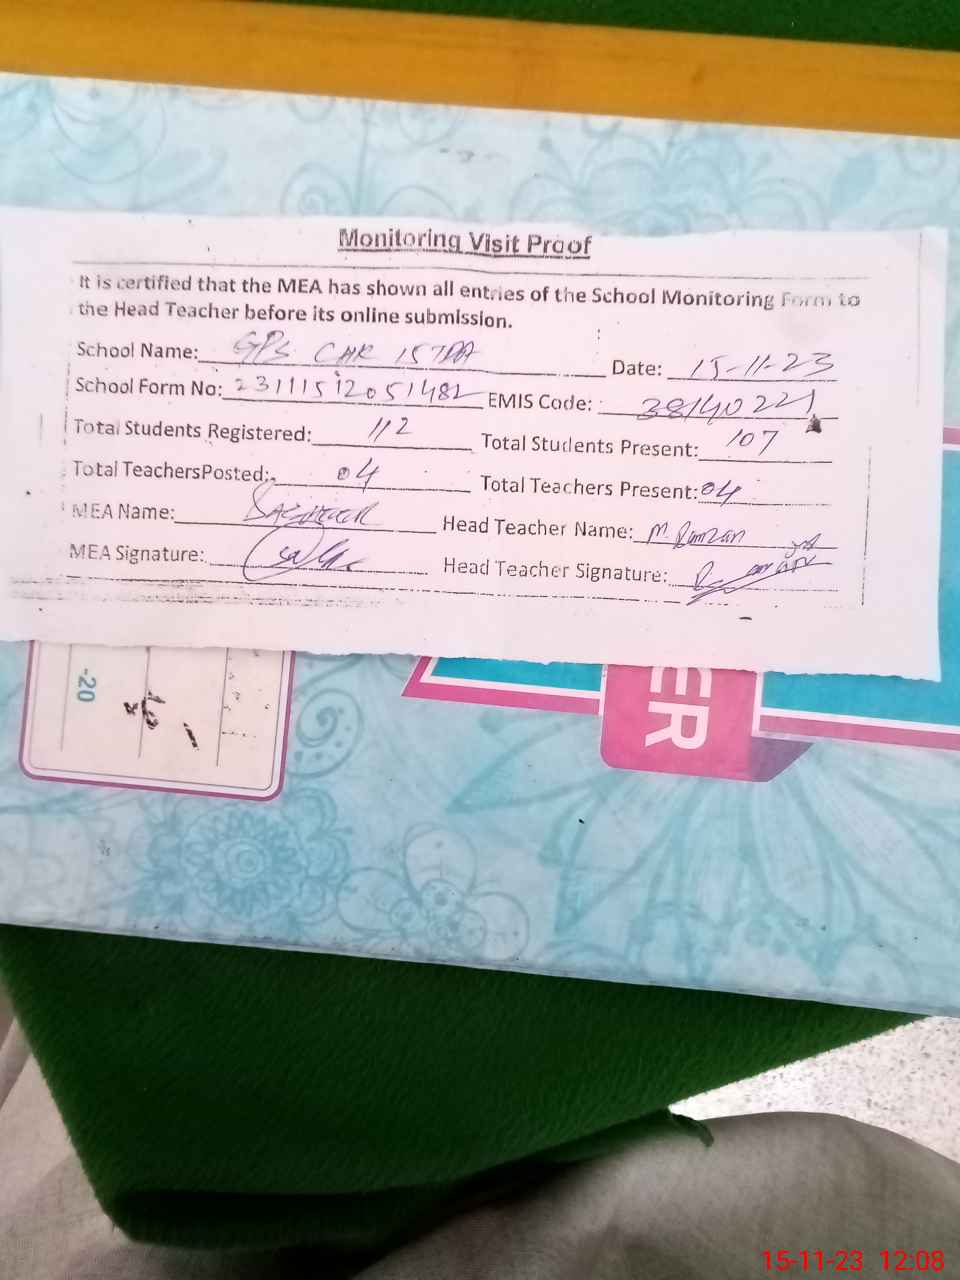 Monitoring Visit Proof
It is certified that the MEA has shown all entries of the School Monitoring Form to
the Head Teacher before its online submission.
School Name: GPS CHK 157DA Date: 15-11-23
School Form No: 23111512051482 EMIS Code: 38140221
Total Students Registered: 112 Total Students Present: 107
Total TeachersPosted: 04 Total Teachers Present: 04
MEA Name: Head Teacher Name: M. Ramzan
MEA Signature: Head Teacher Signature:
-20
ER
15-11-23 12:08